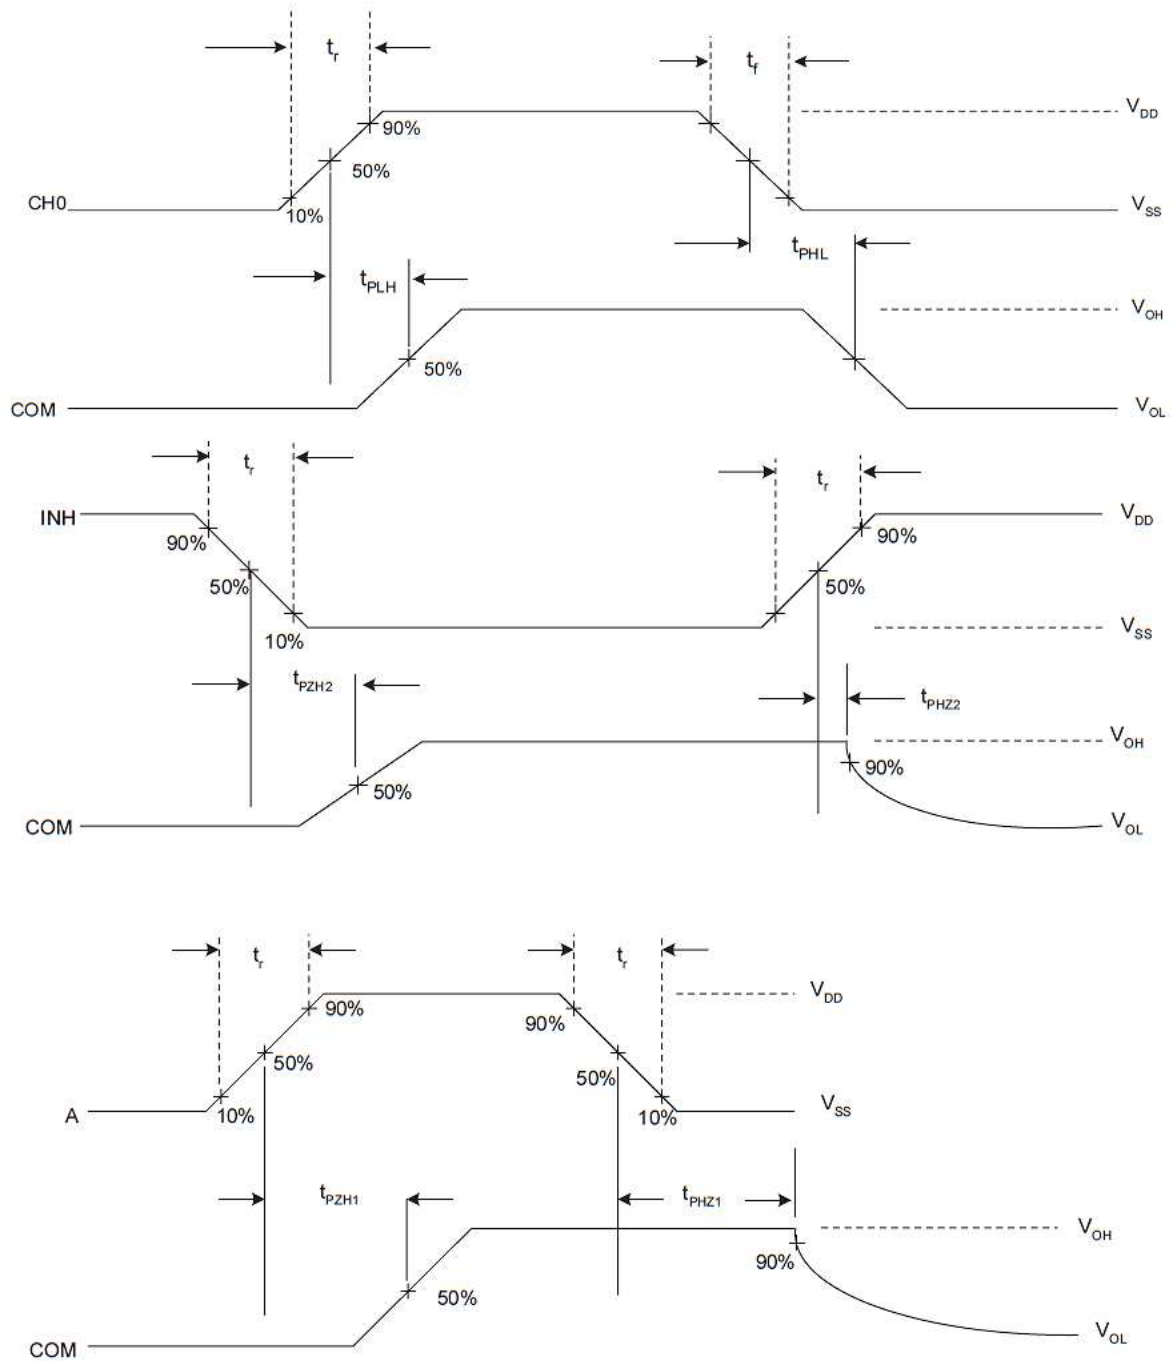 tr
tf
VDD
90%
50%
CH0
10%
VSS
tPHL
tPLH
VOH
50%
COM
VOL
tr
tr
INH
VDD
90%
90%
50%
50%
10%
VSS
tPZH2
tPHZ2
VOH
90%
50%
COM
VOL
tr
tr
VDD
90%
90%
50%
50%
A
10%
10%
VSS
tPZH1
tPHZ1
VOH
90%
50%
COM
VOL